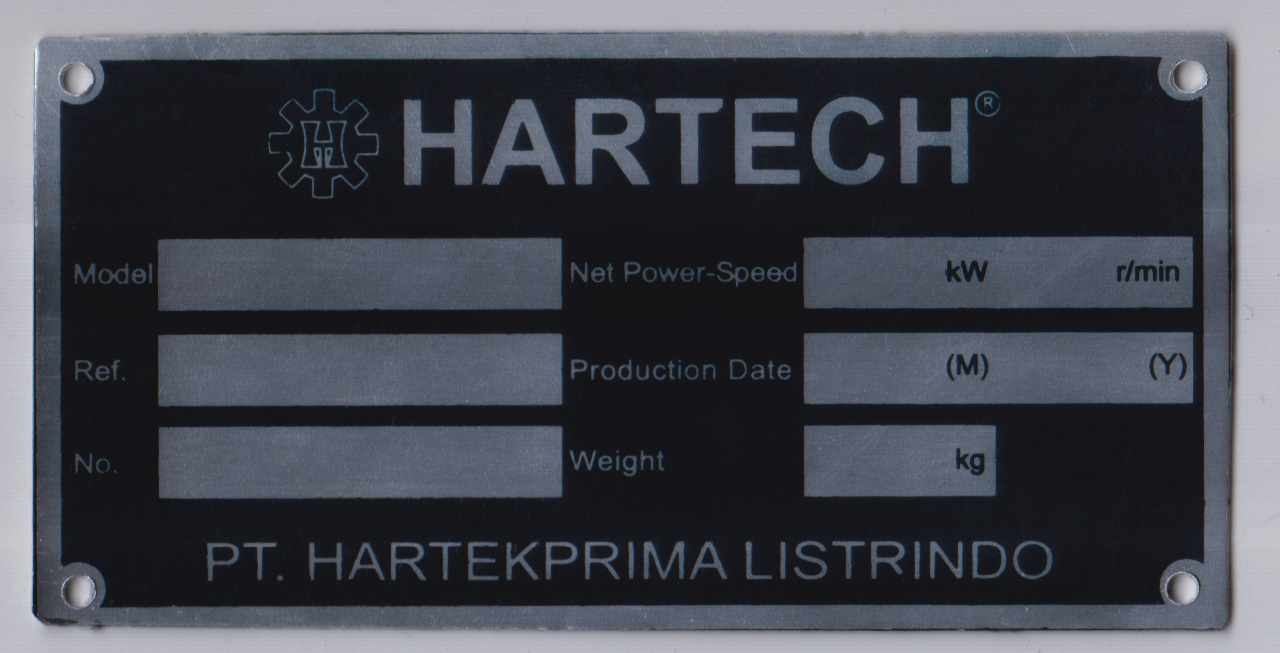 H HARTECH®
Model Net Power-Speed kW r/min
Ref. Production Date (M) (Y)
No. Weight kg
PT. HARTEKPRIMA LISTRINDO